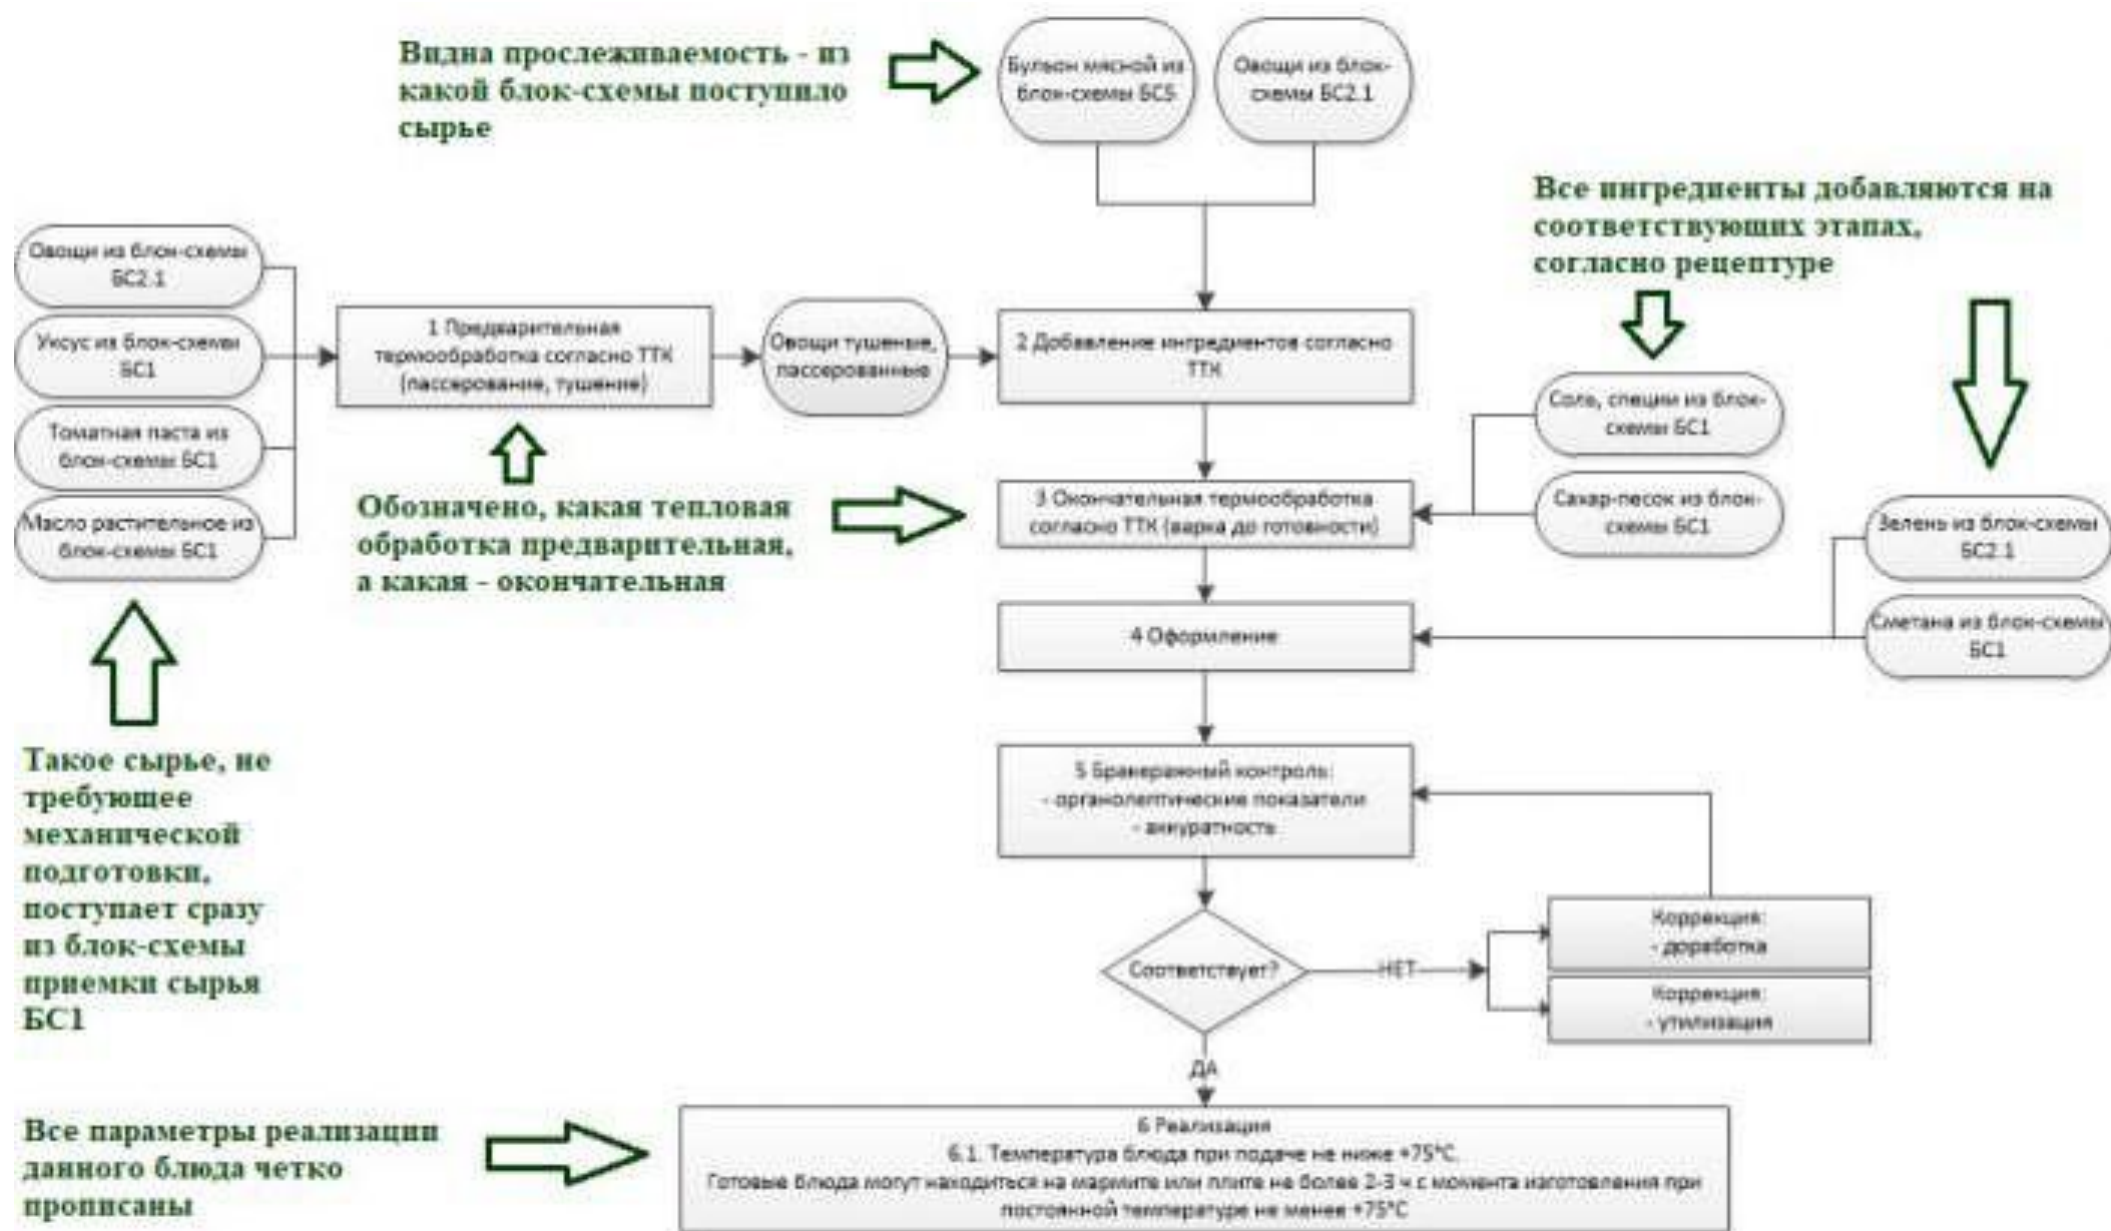 Видна прослеживаемость - из
какой блок-схемы поступило
сырье
Бульон мясной из
блок-схемы БС5
Овощи из блок-
схемы БС2.1
Все ингредиенты добавляются на
соответствующих этапах,
согласно рецептуре
Овощи из блок-схемы
БС2.1
Уксус из блок-схемы
БС1
Томатная паста из
блок-схемы БС1
Масло растительное из
блок-схемы БС1
1 Предварительная
термообработка согласно ТТК
(пассерование, тушение)
Овощи тушеные,
пассерованные
2 Добавление ингредиентов согласно
ТТК
Соль, специи из блок-
схемы БС1
Сахар-песок из блок-
схемы БС1
Обозначено, какая тепловая
обработка предварительная,
а какая - окончательная
3 Окончательная термообработка
согласно ТТК (варка до готовности)
Зелень из блок-схемы
БС2.1
Сметана из блок-схемы
БС1
4 Оформление
Такое сырье, не
требующее
механической
подготовки,
поступает сразу
из блок-схемы
приемки сырья
БС1
5 Бракеражный контроль:
- органолептические показатели
- аккуратность
Соответствует?
НЕТ
Коррекция:
- доработка
Коррекция:
- утилизация
ДА
Все параметры реализации
данного блюда четко
прописаны
6 Реализация
6.1. Температура блюда при подаче не ниже +75°С.
Готовые блюда могут находиться на мармите или плите не более 2-3 ч с момента изготовления при
постоянной температуре не менее +75°С